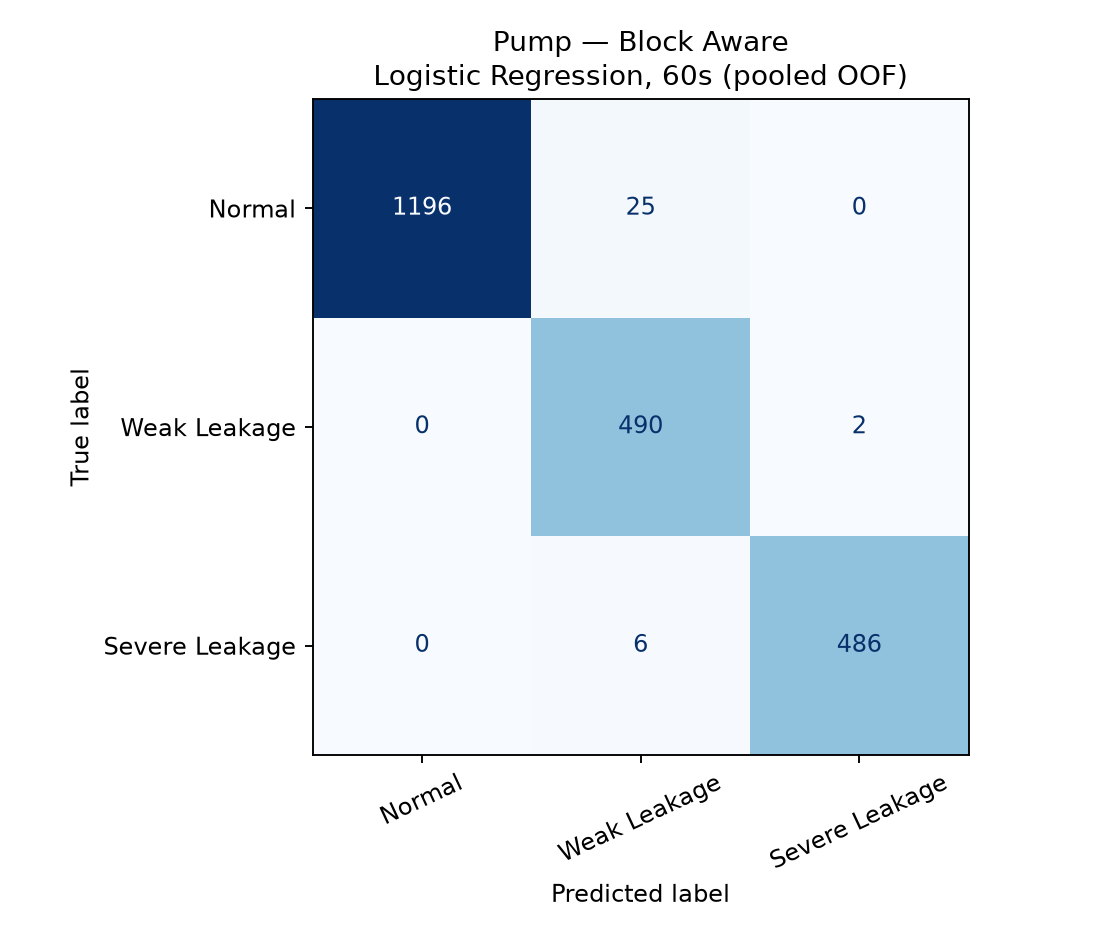 Pump — Block Aware
Logistic Regression, 60s (pooled OOF)
Normal 1196 25 0
Weak Leakage 0 490 2
Severe Leakage 0 6 486
True label
Normal Weak Leakage Severe Leakage
Predicted label